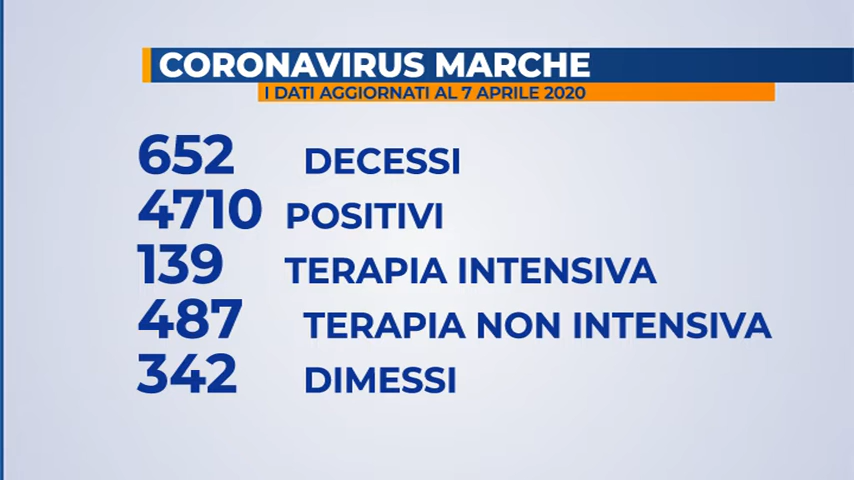 CORONAVIRUS MARCHE
I DATI AGGIORNATI AL 7 APRILE 2020
652 DECESSI
4710 POSITIVI
139 TERAPIA INTENSIVA
487 TERAPIA NON INTENSIVA
342 DIMESSI